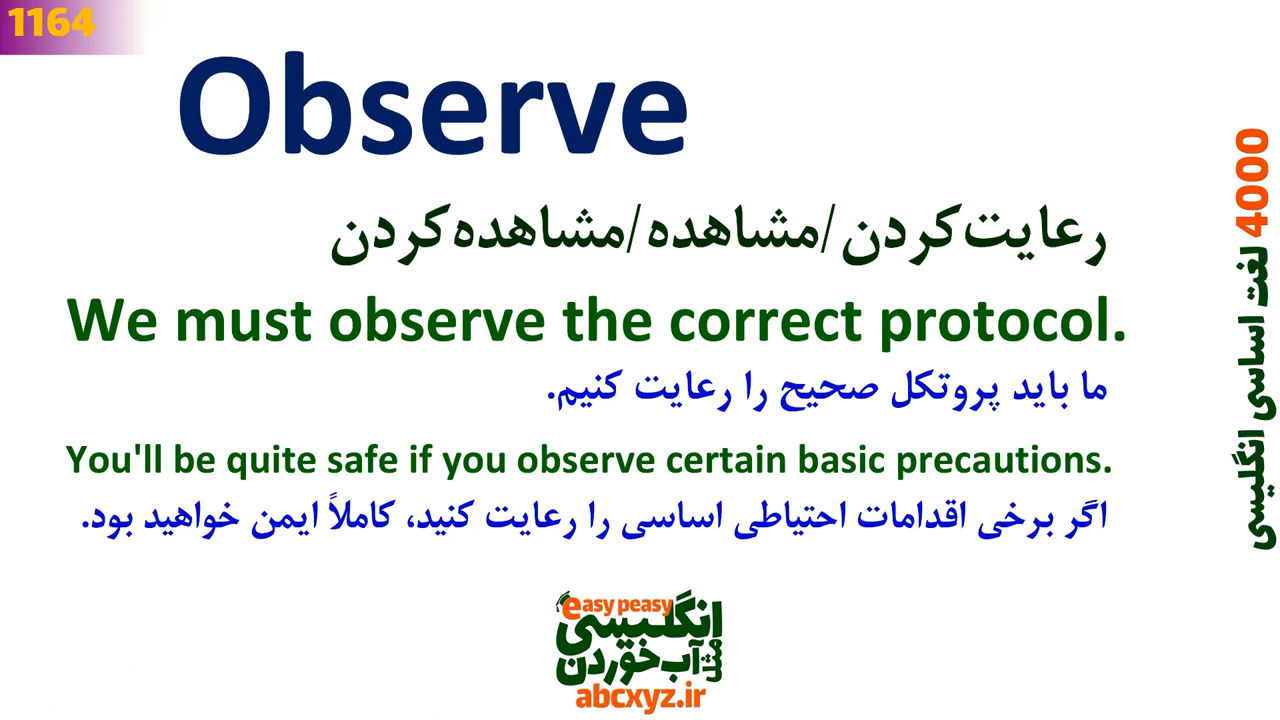 1164
Observe
رعایت‌کردن /مشاهده/مشاهده‌کردن
We must observe the correct protocol.
ما باید پروتکل صحیح را رعایت کنیم.
You'll be quite safe if you observe certain basic precautions.
اگر برخی اقدامات احتیاطی اساسی را رعایت کنید، کاملاً ایمن خواهید بود.
4000 لغت اساسی انگلیسی
easy peasy
انگلیسی
مثل آب خوردن
abcxyz.ir